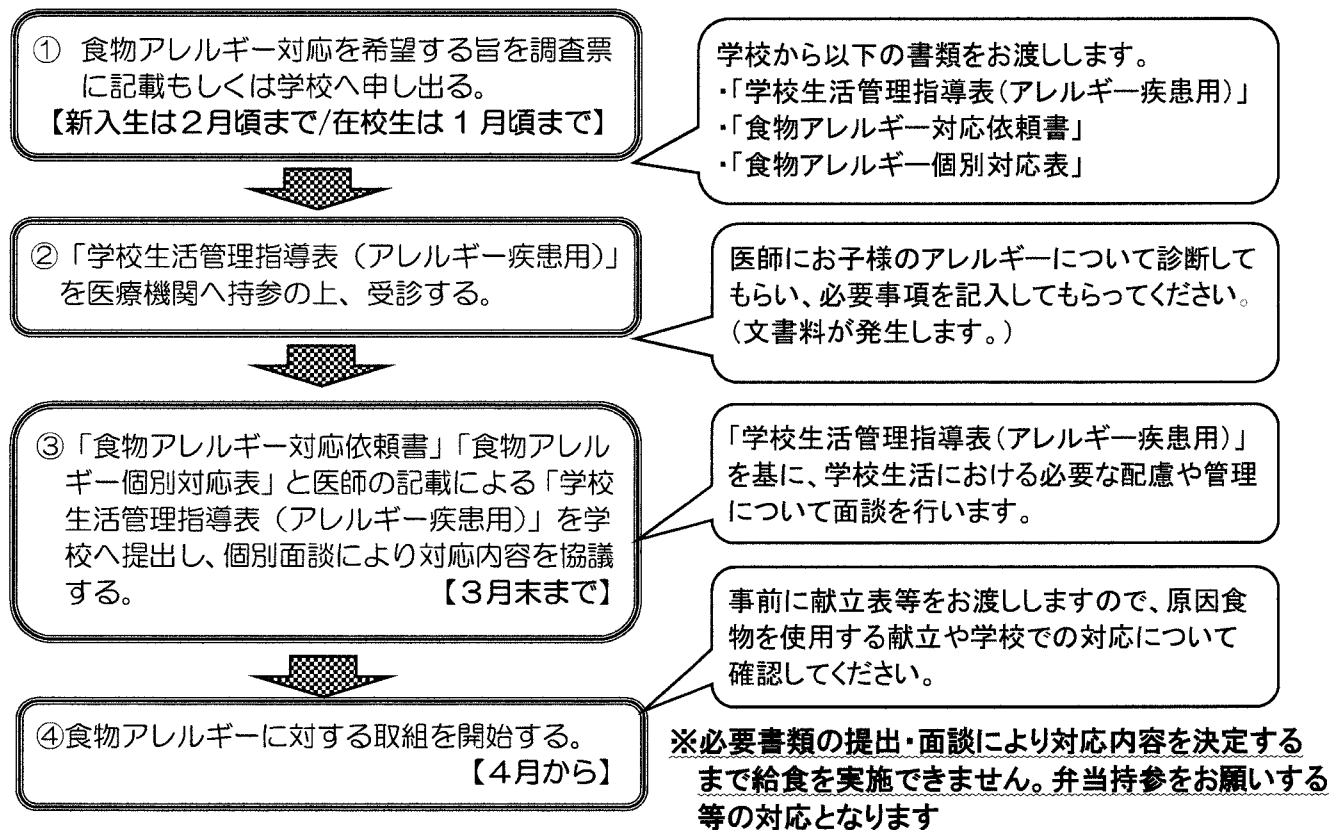 ① 食物アレルギー対応を希望する旨を調査票
に記載もしくは学校へ申し出る。
【新入生は２月頃まで/在校生は １ 月頃まで】
学校から以下の書類をお渡しします。
・「学校生活管理指導表（アレルギー疾患用）」
・「食物アレルギー対応依頼書」
・「食物アレルギー個別対応表」
②「学校生活管理指導表（アレルギー疾患用）」
を医療機関へ持参の上、受診する。
医師にお子様のアレルギーについて診断して
もらい、必要事項を記入してもらってください。
（文書料が発生します。）
③「食物アレルギー対応依頼書」「食物アレル
ギー個別対応表」と医師の記載による「学校
生活管理指導表（アレルギー疾患用）」を学
校へ提出し、個別面談により対応内容を協議
する。 【３月末まで】
「学校生活管理指導表（アレルギー疾患用）」
を基に、学校生活における必要な配慮や管理
について面談を行います。
事前に献立表等をお渡ししますので、原因食
物を使用する献立や学校での対応について
確認してください。
④食物アレルギーに対する取組を開始する。
【４月から】
※必要書類の提出・面談により対応内容を決定する
まで給食を実施できません。弁当持参をお願いする
等の対応となります